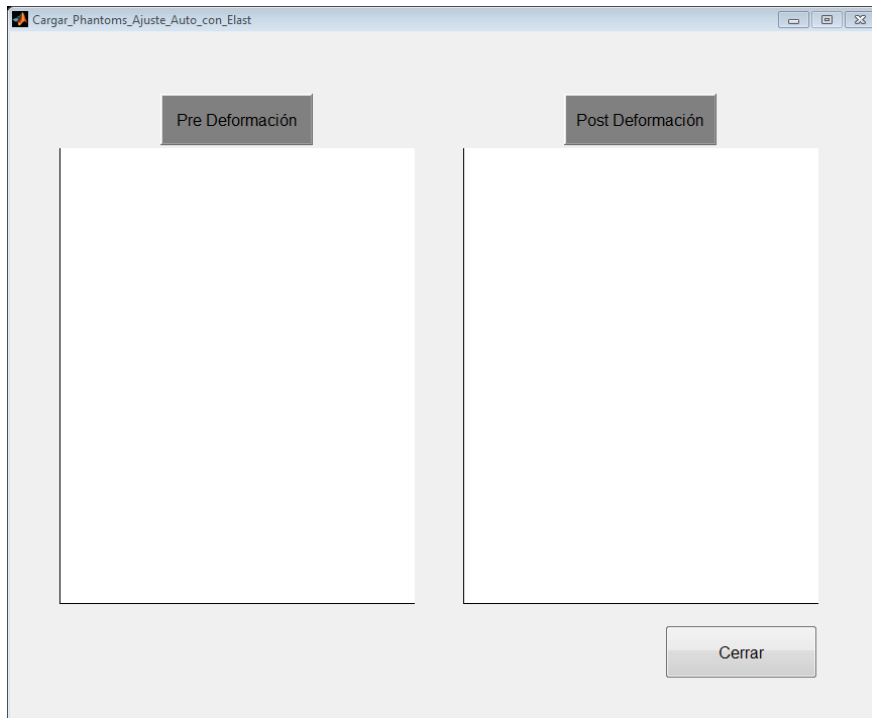 Cargar_Phantoms_Ajuste_Auto_con_Elast
Pre Deformación
Post Deformación
Cerrar